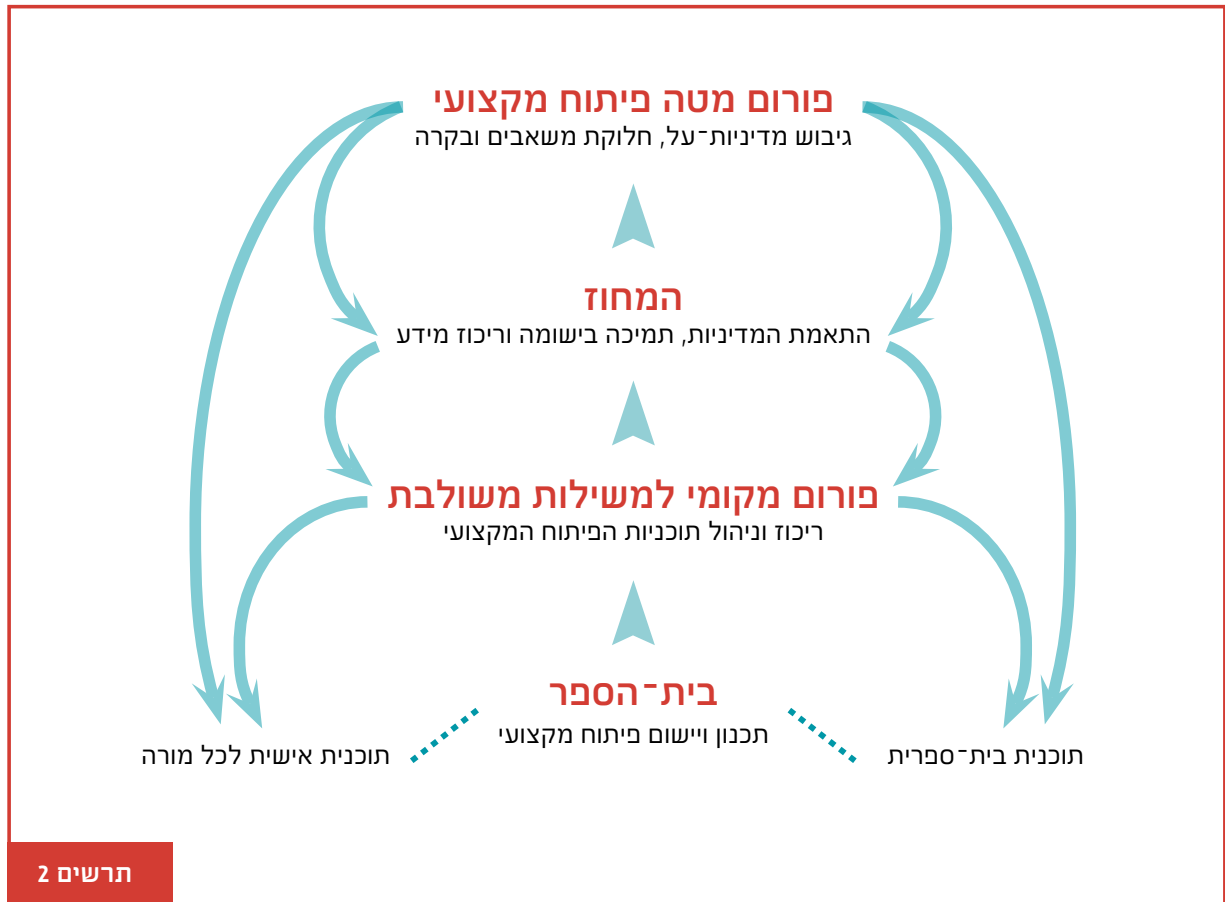 פורום מטה פיתוח מקצועי
גיבוש מדיניות־על, חלוקת משאבים ובקרה
המחוז
התאמת המדיניות, תמיכה בישומה וריכוז מידע
פורום מקומי למשילות משולבת
ריכוז וניהול תוכניות הפיתוח המקצועי
בית־הספר
תכנון ויישום פיתוח מקצועי
תוכנית בית־ספרית
תוכנית אישית לכל מורה
תרשים 2